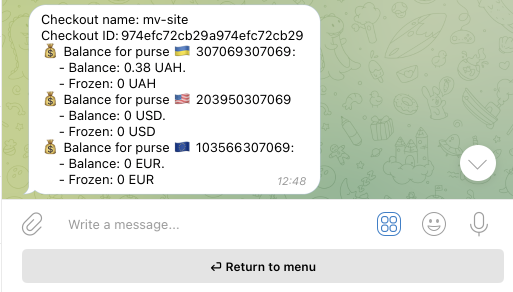 Checkout name: mv-site
Checkout ID: 974efc72cb29a974efc72cb29
💰 Balance for purse 🇺🇦 307069307069:
- Balance: 0.38 UAH.
- Frozen: 0 UAH
💰 Balance for purse 🇺🇸 203950307069
- Balance: 0 USD.
- Frozen: 0 USD
💰 Balance for purse 🇪🇺 103566307069:
- Balance: 0 EUR.
- Frozen: 0 EUR
12:48
Write a message...
↩ Return to menu